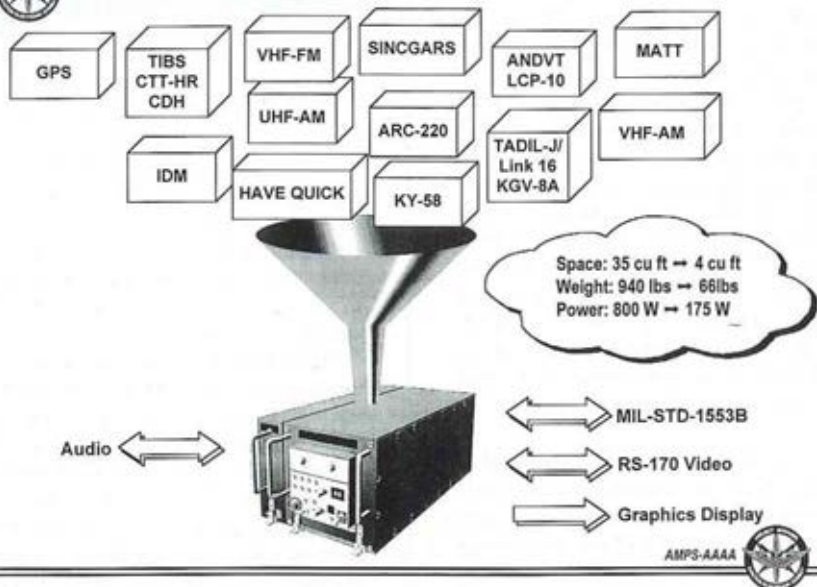 GPS
TIBS
CTT-HR
CDH
VHF-FM
SINCGARS
ANDVT
LCP-10
MATT
UHF-AM
ARC-220
TADIL-J/
Link 16
KGV-8A
VHF-AM
IDM
HAVE QUICK
KY-58
Space: 35 cu ft ➙ 4 cu ft
Weight: 940 lbs ➙ 66lbs
Power: 800 W ➙ 175 W
Audio
MIL-STD-1553B
RS-170 Video
Graphics Display
AMPS-AAAA